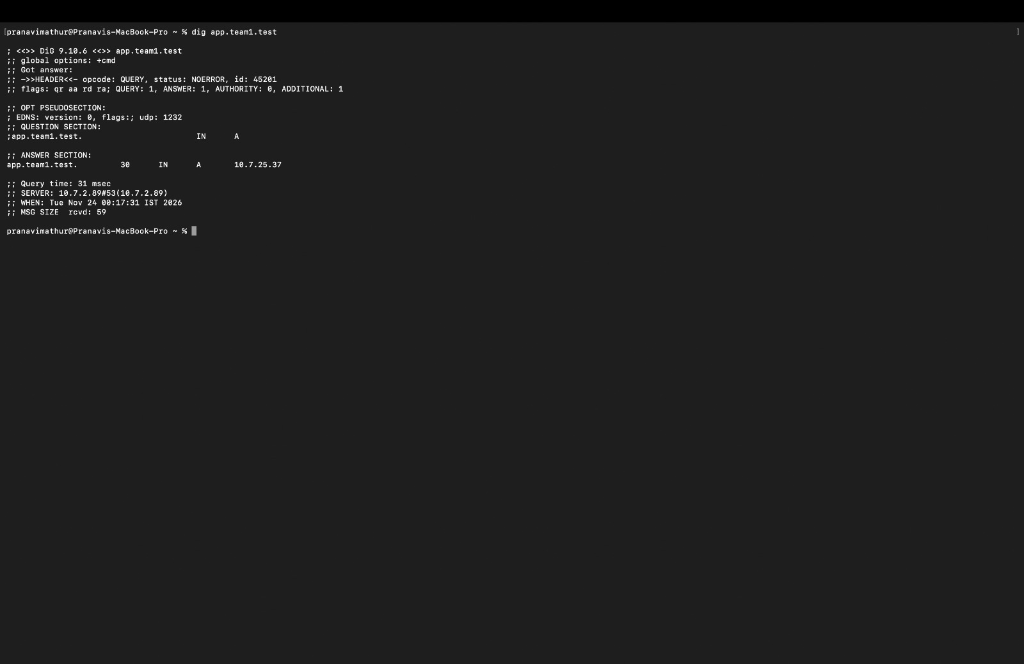 pranavimathur@Pranavis-MacBook-Pro ~ % dig app.team1.test
; <<>> DiG 9.10.6 <<>> app.team1.test
;; global options: +cmd
;; Got answer:
;; ->>HEADER<<- opcode: QUERY, status: NOERROR, id: 45201
;; flags: qr aa rd ra; QUERY: 1, ANSWER: 1, AUTHORITY: 0, ADDITIONAL: 1
;; OPT PSEUDOSECTION:
; EDNS: version: 0, flags:; udp: 1232
;; QUESTION SECTION:
;app.team1.test. IN A
;; ANSWER SECTION:
app.team1.test. 30 IN A 10.7.25.37
;; Query time: 31 msec
;; SERVER: 10.7.2.89#53(10.7.2.89)
;; WHEN: Tue Nov 24 00:17:31 IST 2026
;; MSG SIZE rcvd: 59
pranavimathur@Pranavis-MacBook-Pro ~ %